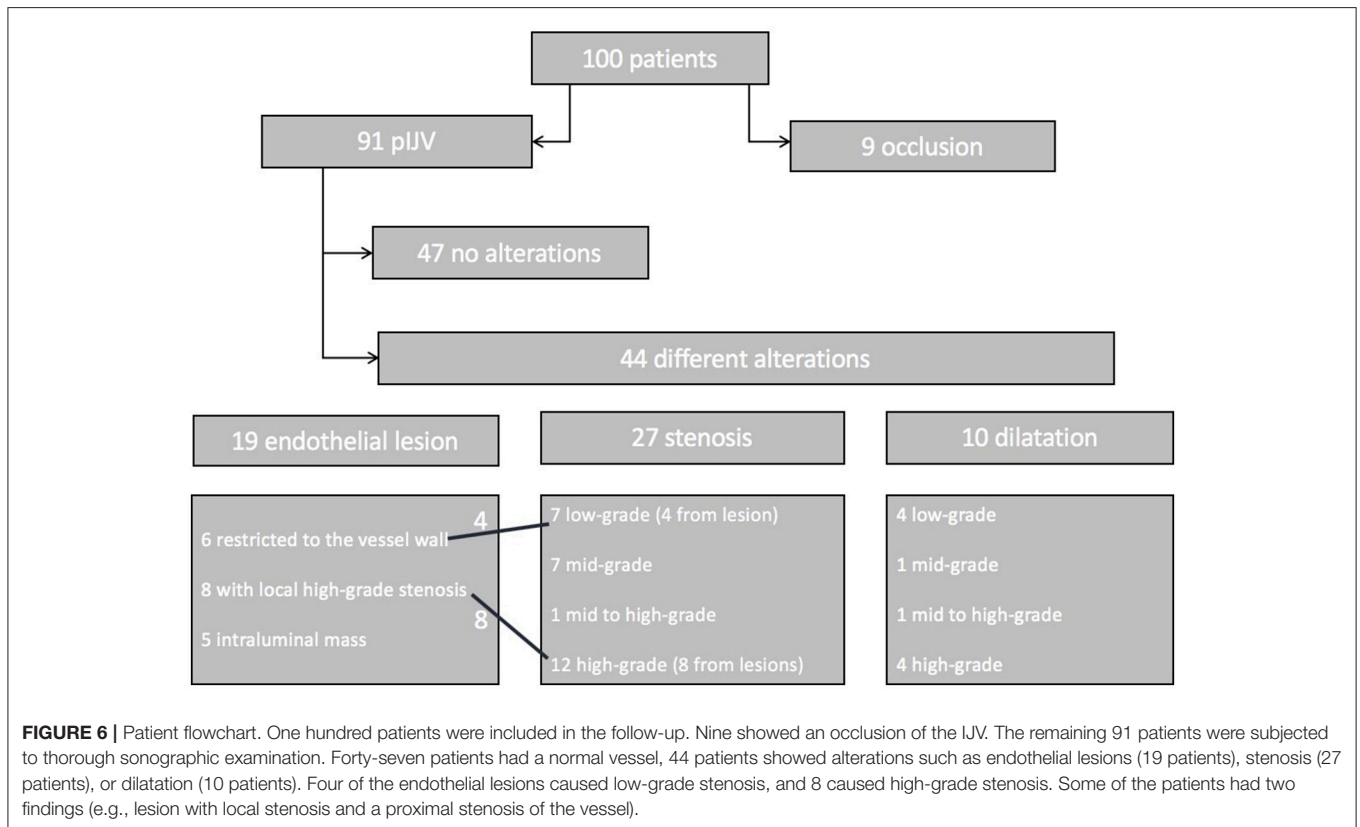 100 patients
91 pIJV
9 occlusion
47 no alterations
44 different alterations
19 endothelial lesion
27 stenosis
10 dilatation
4
6 restricted to the vessel wall
8 with local high-grade stenosis
8
5 intraluminal mass
7 low-grade (4 from lesion)
7 mid-grade
1 mid to high-grade
12 high-grade (8 from lesions)
4 low-grade
1 mid-grade
1 mid to high-grade
4 high-grade
FIGURE 6 | Patient flowchart. One hundred patients were included in the follow-up. Nine showed an occlusion of the IJV. The remaining 91 patients were subjected
to thorough sonographic examination. Forty-seven patients had a normal vessel, 44 patients showed alterations such as endothelial lesions (19 patients), stenosis (27
patients), or dilatation (10 patients). Four of the endothelial lesions caused low-grade stenosis, and 8 caused high-grade stenosis. Some of the patients had two
findings (e.g., lesion with local stenosis and a proximal stenosis of the vessel).